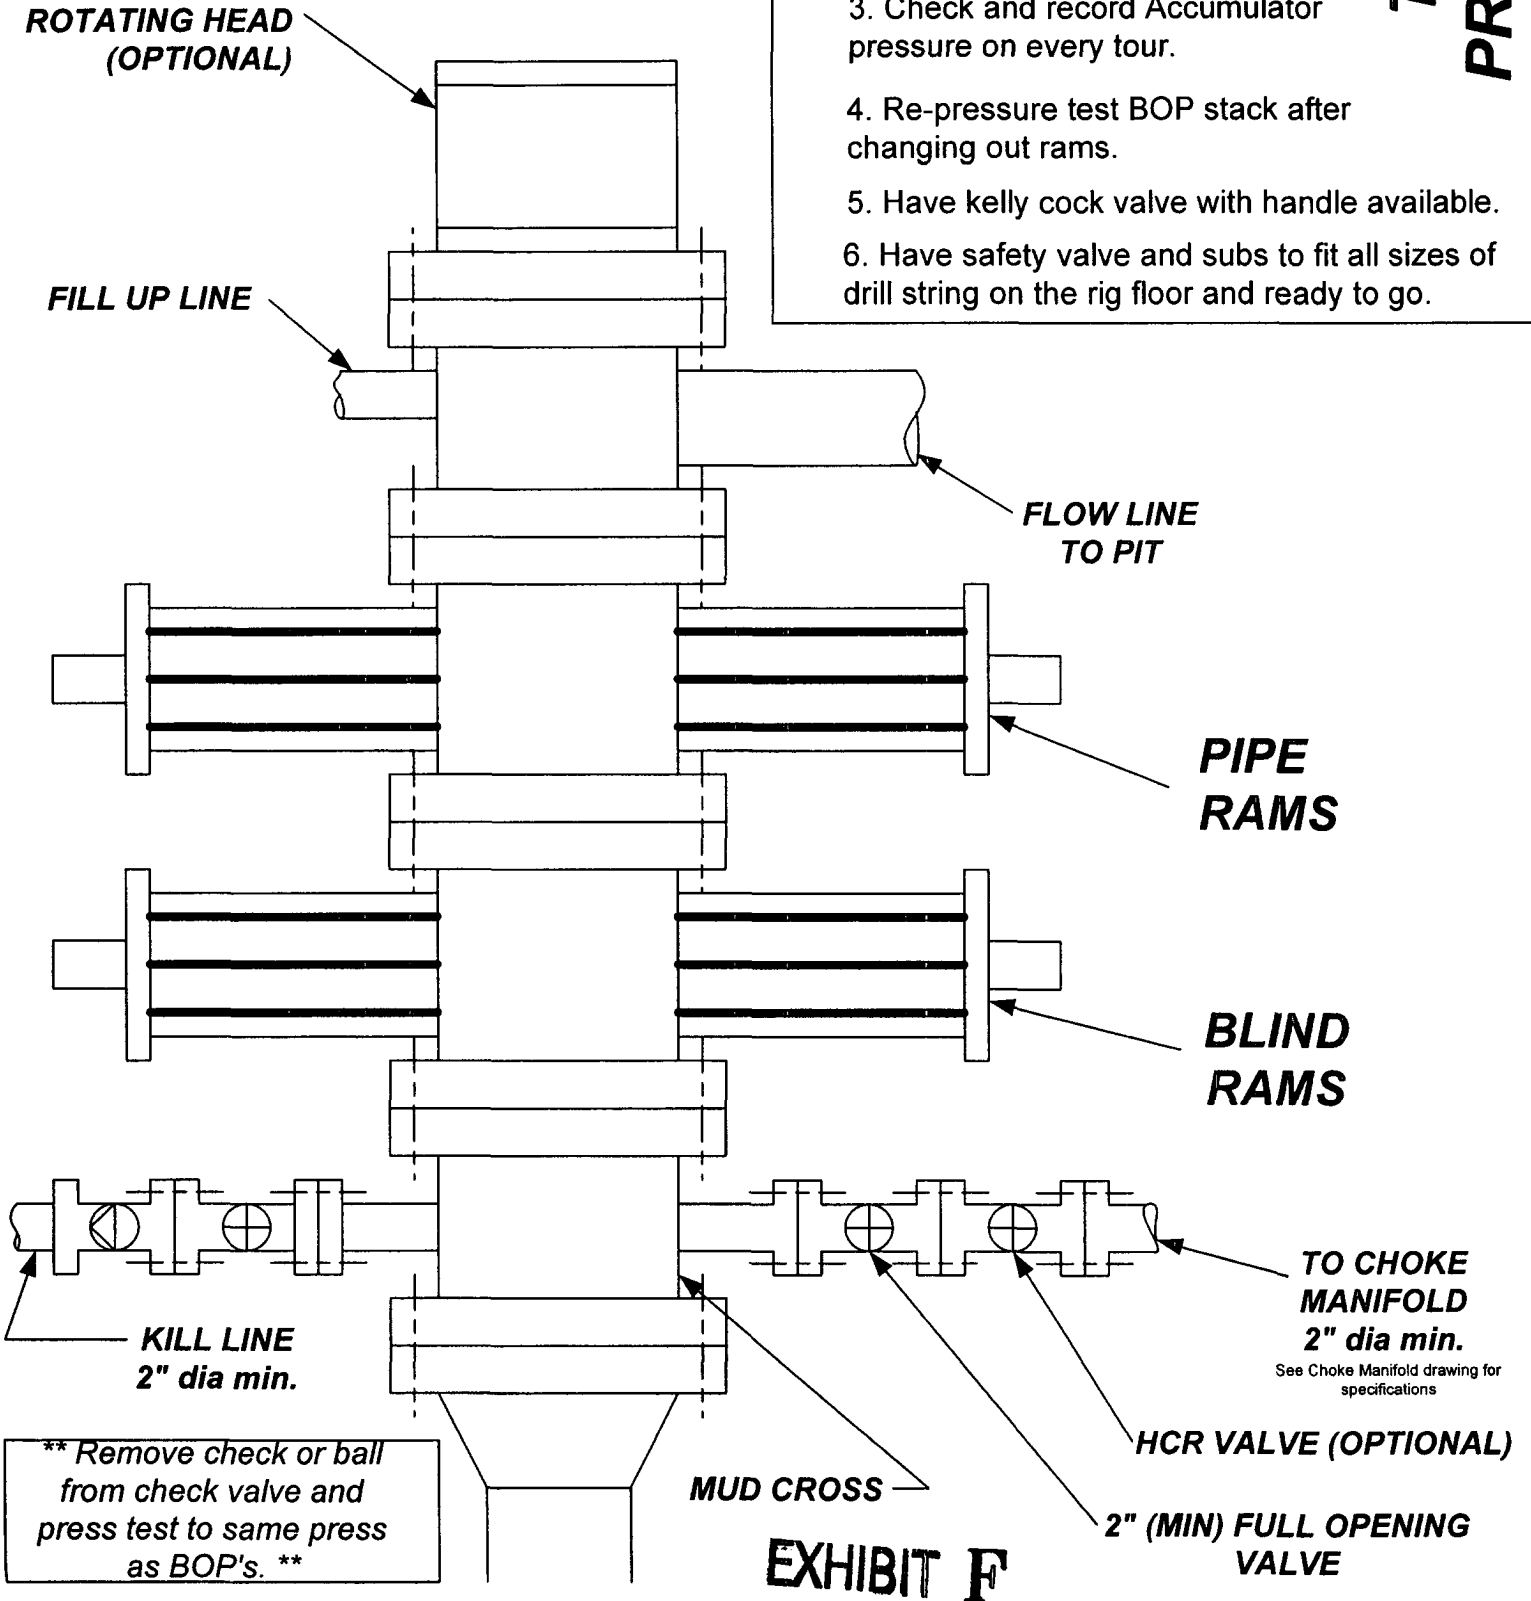 ROTATING HEAD
(OPTIONAL)
3. Check and record Accumulator
pressure on every tour.
4. Re-pressure test BOP stack after
changing out rams.
5. Have kelly cock valve with handle available.
6. Have safety valve and subs to fit all sizes of
drill string on the rig floor and ready to go.
PR
FILL UP LINE
FLOW LINE
TO PIT
PIPE
RAMS
BLIND
RAMS
KILL LINE
2" dia min.
TO CHOKE
MANIFOLD
2" dia min.
See Choke Manifold drawing for
specifications
HCR VALVE (OPTIONAL)
MUD CROSS
2" (MIN) FULL OPENING
VALVE
** Remove check or ball
from check valve and
press test to same press
as BOP's. **
EXHIBIT F